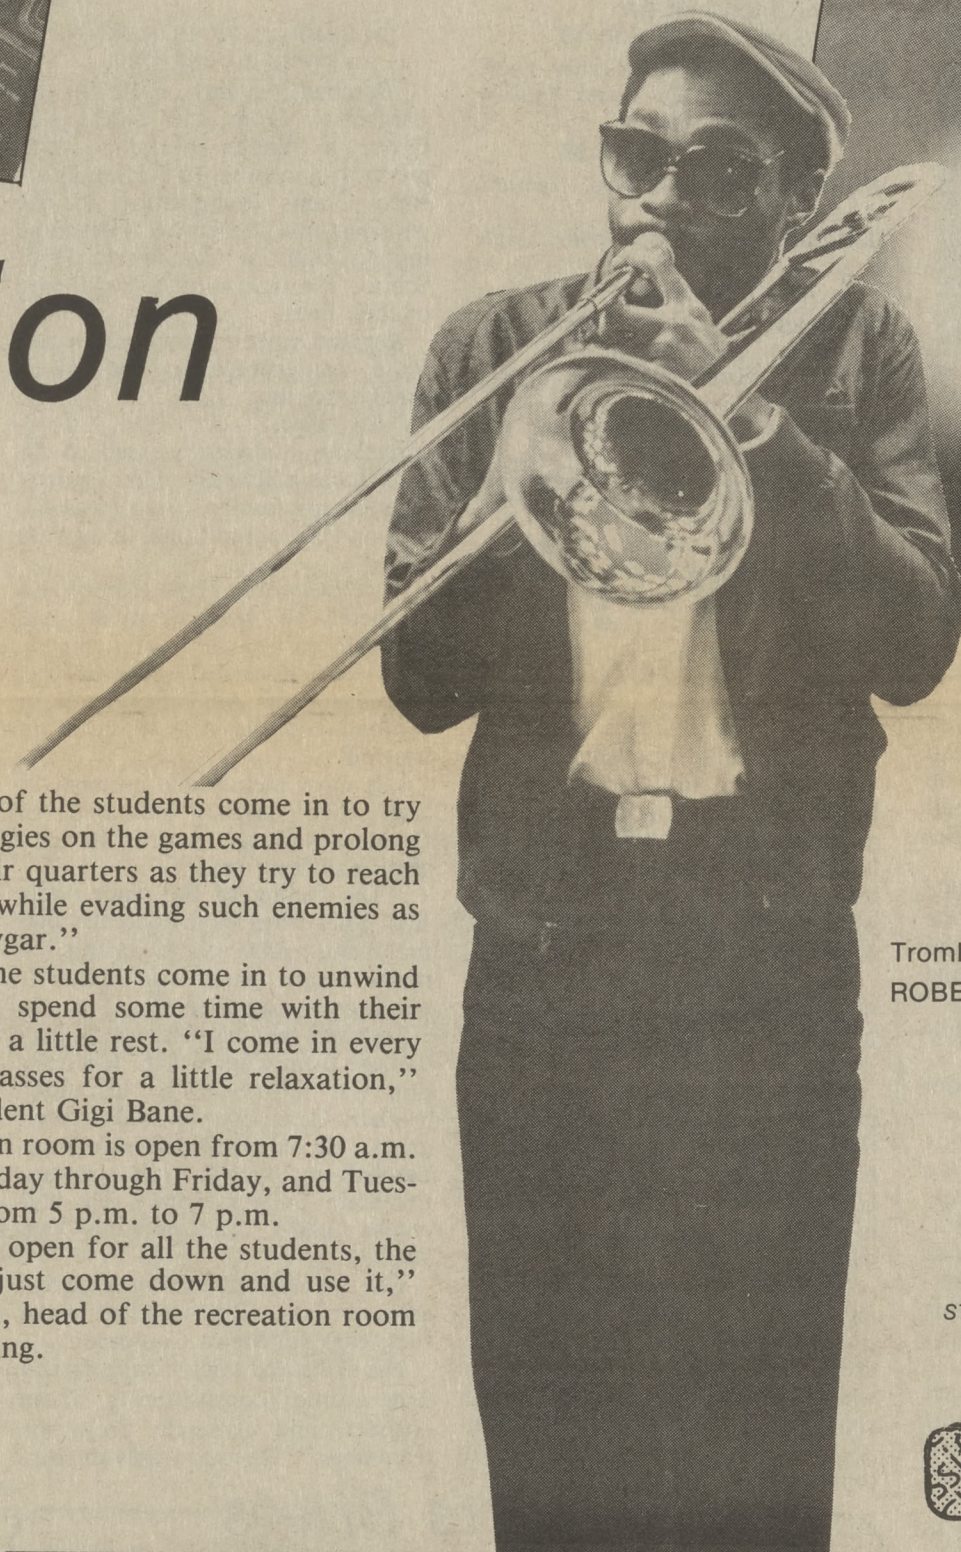 on
of the students come in to try
gies on the games and prolong
r quarters as they try to reach
while evading such enemies as
gar.”
e students come in to unwind
spend some time with their
a little rest. “I come in every
asses for a little relaxation,”
ent Gigi Bane.
n room is open from 7:30 a.m.
day through Friday, and Tues-
om 5 p.m. to 7 p.m.
open for all the students, the
just come down and use it,”
, head of the recreation room
ng.
Trom
ROBE